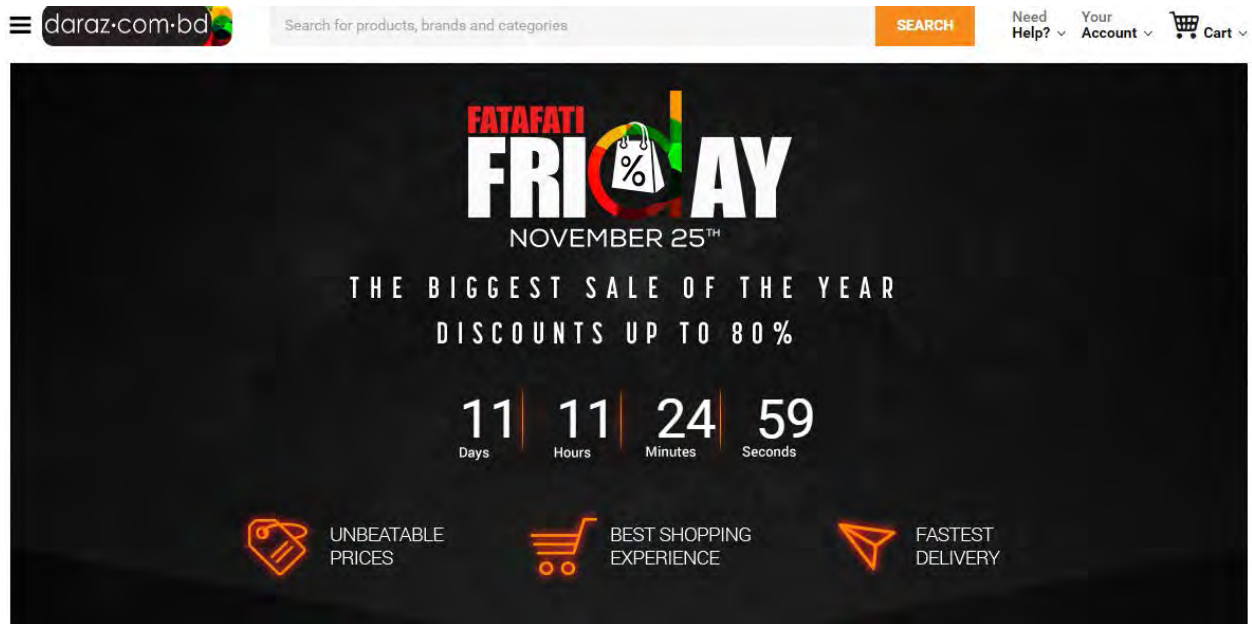 daraz.com.bd
Search for products, brands and categories
SEARCH
Need Help?
Your Account
Cart
FATAFATI
FRIDAY
%
NOVEMBER 25TH
THE BIGGEST SALE OF THE YEAR
DISCOUNTS UP TO 80%
11 11 24 59
Days Hours Minutes Seconds
UNBEATABLE
PRICES
BEST SHOPPING
EXPERIENCE
FASTEST
DELIVERY